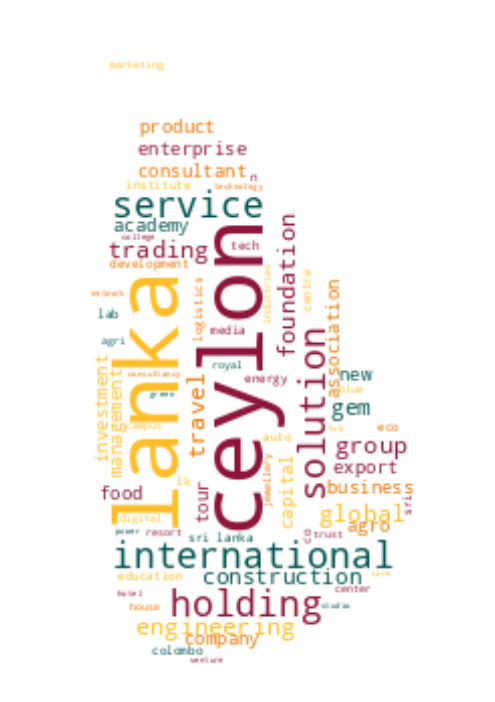 marketing
product
enterprise
consultant
n
institute
technology
service
academy
college
trading
tech
development
foundation
ceylon
lanka
logistics
industries
centre
association
network
lab
media
agri
royal
investment
management
consultancy
energy
new
green
blue
travel
solution
gem
campus
auto
hub
eco
group
capital
jewellery
export
lk
food
tour
business
sri
digital
global
agro
power
resort
sri lanka
co
trust
international
education
construction
care
hotel
center
house
holding
studio
engineering
company
colombo
venture